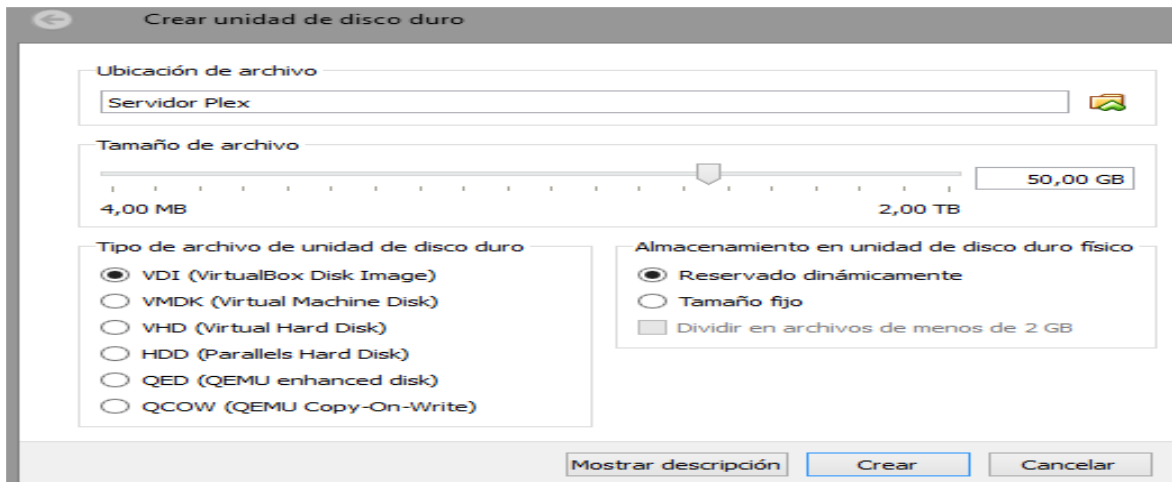 Crear unidad de disco duro
Ubicación de archivo
Servidor Plex
Tamaño de archivo
50,00 GB
4,00 MB
2,00 TB
Tipo de archivo de unidad de disco duro
VDI (VirtualBox Disk Image)
VMDK (Virtual Machine Disk)
VHD (Virtual Hard Disk)
HDD (Parallels Hard Disk)
QED (QEMU enhanced disk)
QCOW (QEMU Copy-On-Write)
Almacenamiento en unidad de disco duro físico
Reservado dinámicamente
Tamaño fijo
Dividir en archivos de menos de 2 GB
Mostrar descripción
Crear
Cancelar